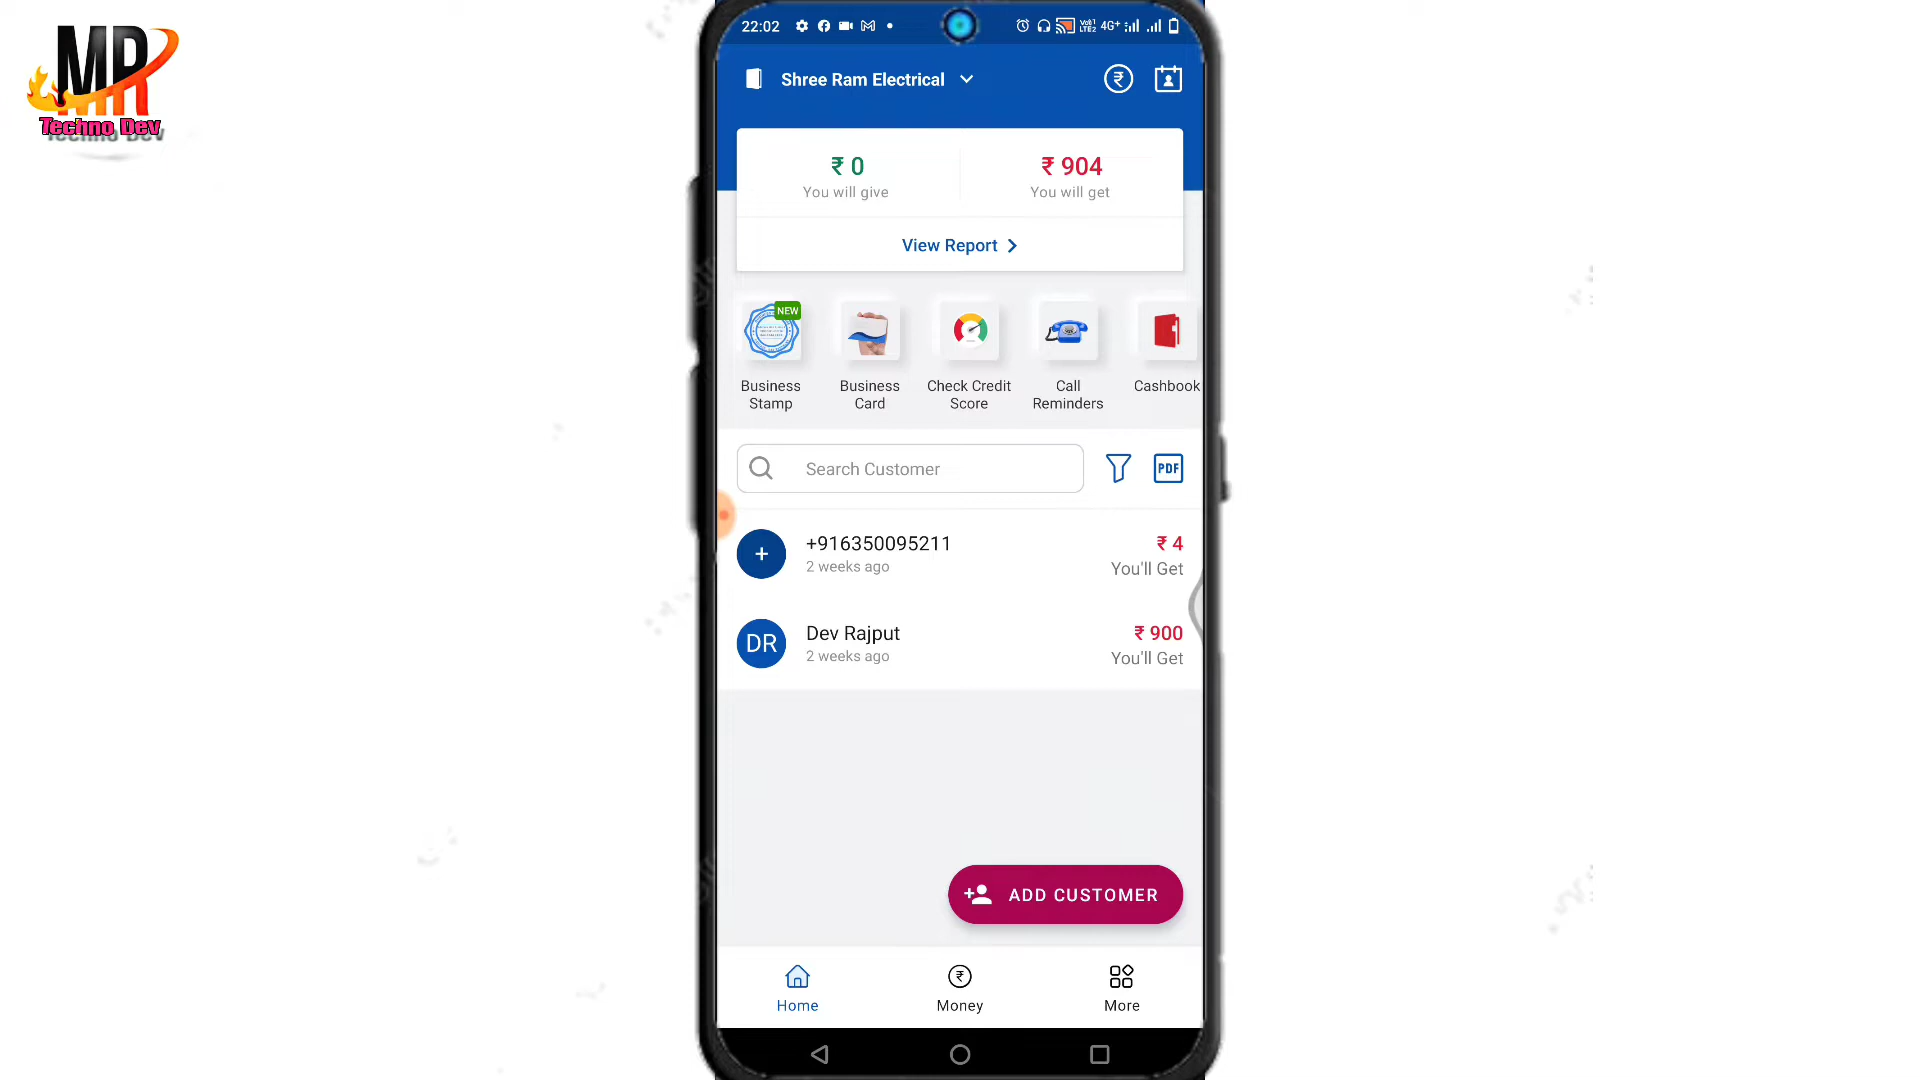 MR
Techno Dev
22:02
4G+
Shree Ram Electrical
₹ 0
₹ 904
You will give
You will get
View Report
NEW
Business Stamp
Business Card
Check Credit Score
Call Reminders
Cashbook
Search Customer
PDF
+916350095211
₹ 4
2 weeks ago
You'll Get
DR
Dev Rajput
₹ 900
2 weeks ago
You'll Get
ADD CUSTOMER
Home
Money
More